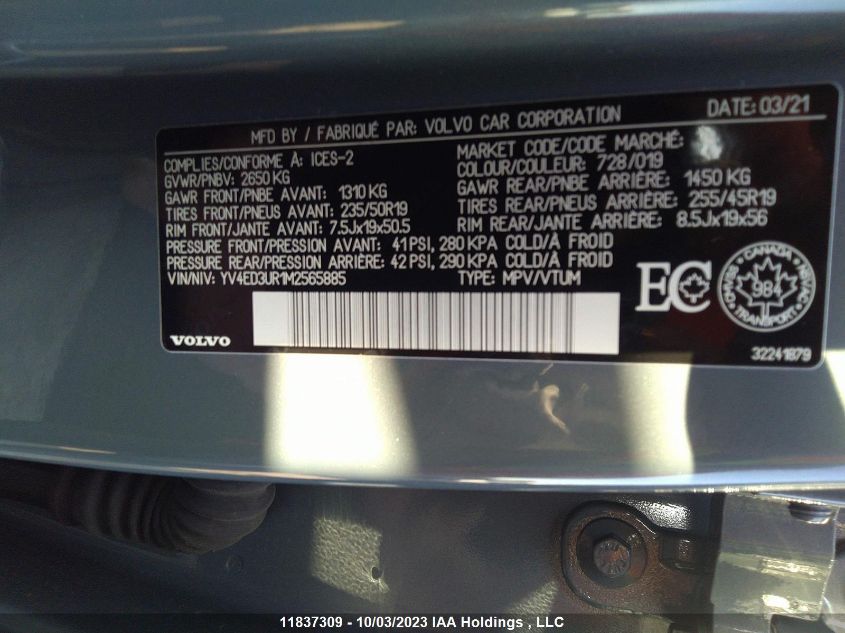 MFD BY / FABRIQUÉ PAR: VOLVO CAR CORPORATION DATE: 03/21
COMPLIES/CONFORME À: ICES-2 MARKET CODE/CODE MARCHÉ:
GVWR/PNBV: 2650 KG COLOUR/COULEUR: 728/019
GAWR FRONT/PNBE AVANT: 1310 KG GAWR REAR/PNBE ARRIÈRE: 1450 KG
TIRES FRONT/PNEUS AVANT: 235/50R19 TIRES REAR/PNEUS ARRIÈRE: 255/45R19
RIM FRONT/JANTE AVANT: 7.5Jx19x50.5 RIM REAR/JANTE ARRIÈRE: 8.5Jx19x56
PRESSURE FRONT/PRESSION AVANT: 41 PSI, 280 KPA COLD/À FROID
PRESSURE REAR/PRESSION ARRIÈRE: 42 PSI, 290 KPA COLD/À FROID
VIN/NIV: YV4ED3UR1M2565885 TYPE: MPV/VTUM
EC
CANADA
CMVSS NSVAC
984
TRANSPORT
VOLVO
32241879
11837309 - 10/03/2023 IAA Holdings , LLC